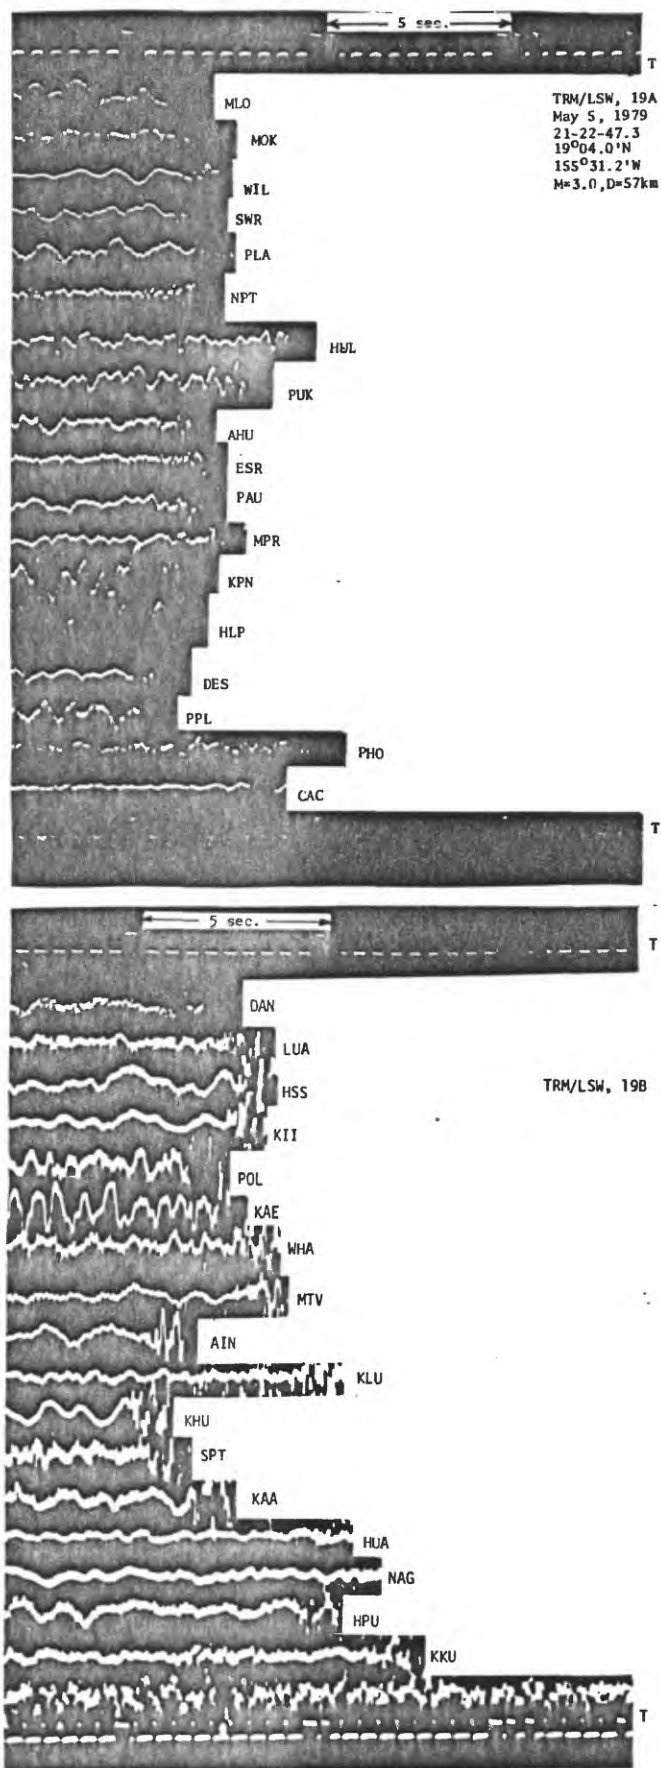 5 sec.
T
MLO
TRM/LSW, 19A
May 5, 1979
21-22-47.3
19°04.0'N
155°31.2'W
M=3.0,D=57km
MOK
WIL
SWR
PLA
NPT
HUL
PUK
AHU
ESR
PAU
MPR
KPN
HLP
DES
PPL
PHO
CAC
T
5 sec.
T
DAN
LUA
HSS
TRM/LSW, 19B
KII
POL
KAE
WHA
MTV
AIN
KLU
KHU
SPT
KAA
HUA
NAG
HPU
KKU
T